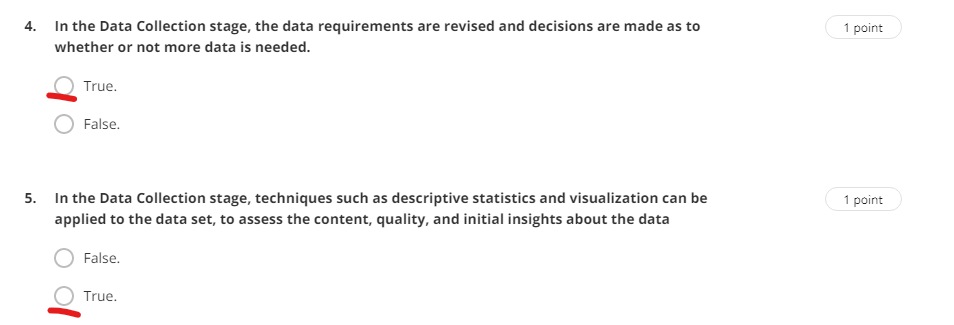 4. In the Data Collection stage, the data requirements are revised and decisions are made as to
1 point
whether or not more data is needed.
True.
False.
5. In the Data Collection stage, techniques such as descriptive statistics and visualization can be
1 point
applied to the data set, to assess the content, quality, and initial insights about the data
False.
True.